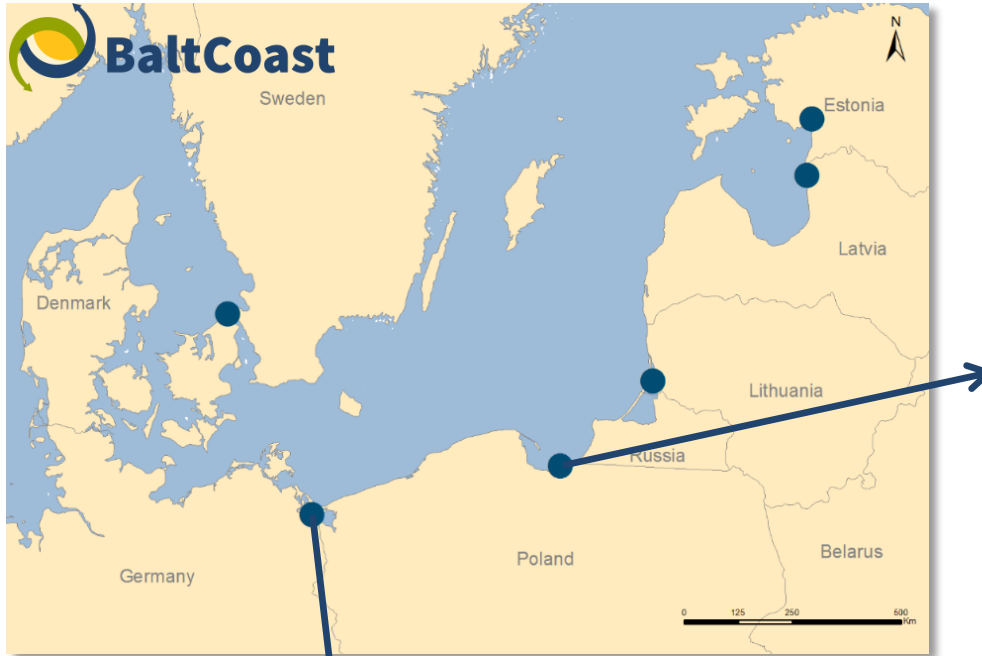 BaltCoast
N
Sweden
Estonia
Latvia
Denmark
Lithuania
Russia
Poland
Belarus
Germany
0 125 250 500
Km